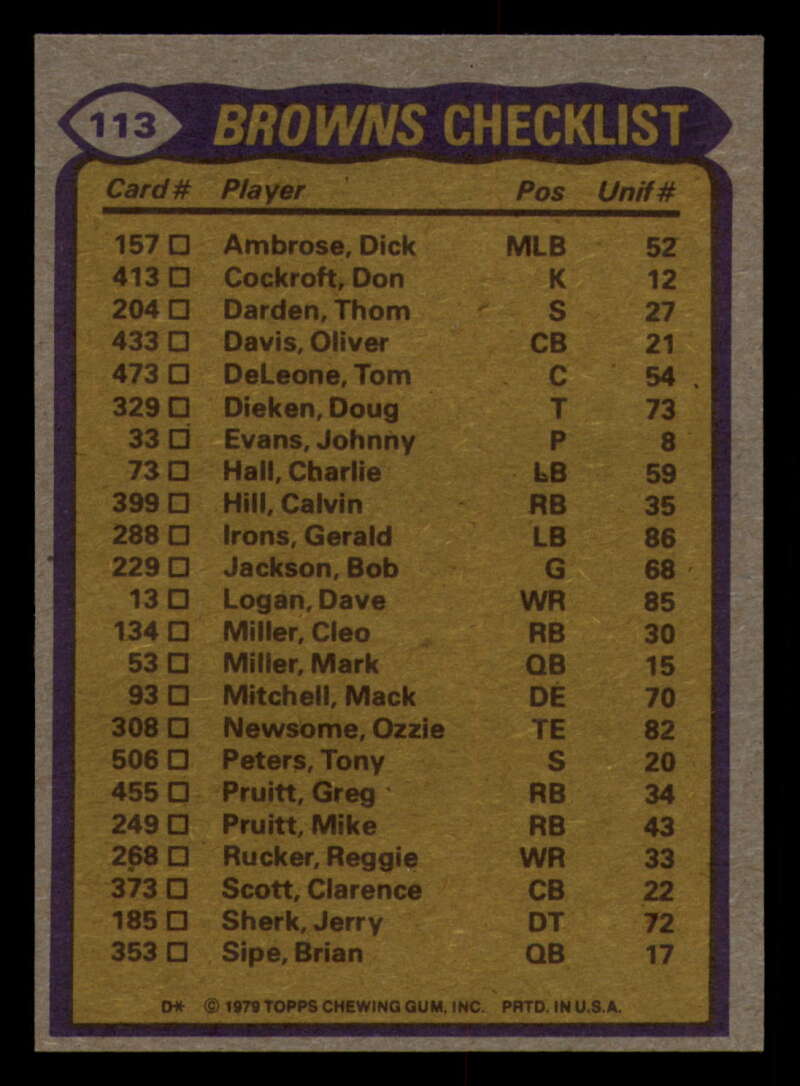 113 BROWNS CHECKLIST
Card # Player Pos Unif #
157 □ Ambrose, Dick MLB 52
413 □ Cockroft, Don K 12
204 □ Darden, Thom S 27
433 □ Davis, Oliver CB 21
473 □ DeLeone, Tom C 54
329 □ Dieken, Doug T 73
33 □ Evans, Johnny P 8
73 □ Hall, Charlie LB 59
399 □ Hill, Calvin RB 35
288 □ Irons, Gerald LB 86
229 □ Jackson, Bob G 68
13 □ Logan, Dave WR 85
134 □ Miller, Cleo RB 30
53 □ Miller, Mark QB 15
93 □ Mitchell, Mack DE 70
308 □ Newsome, Ozzie TE 82
506 □ Peters, Tony S 20
455 □ Pruitt, Greg RB 34
249 □ Pruitt, Mike RB 43
268 □ Rucker, Reggie WR 33
373 □ Scott, Clarence CB 22
185 □ Sherk, Jerry DT 72
353 □ Sipe, Brian QB 17
D* © 1979 TOPPS CHEWING GUM, INC. PRTD. IN U.S.A.